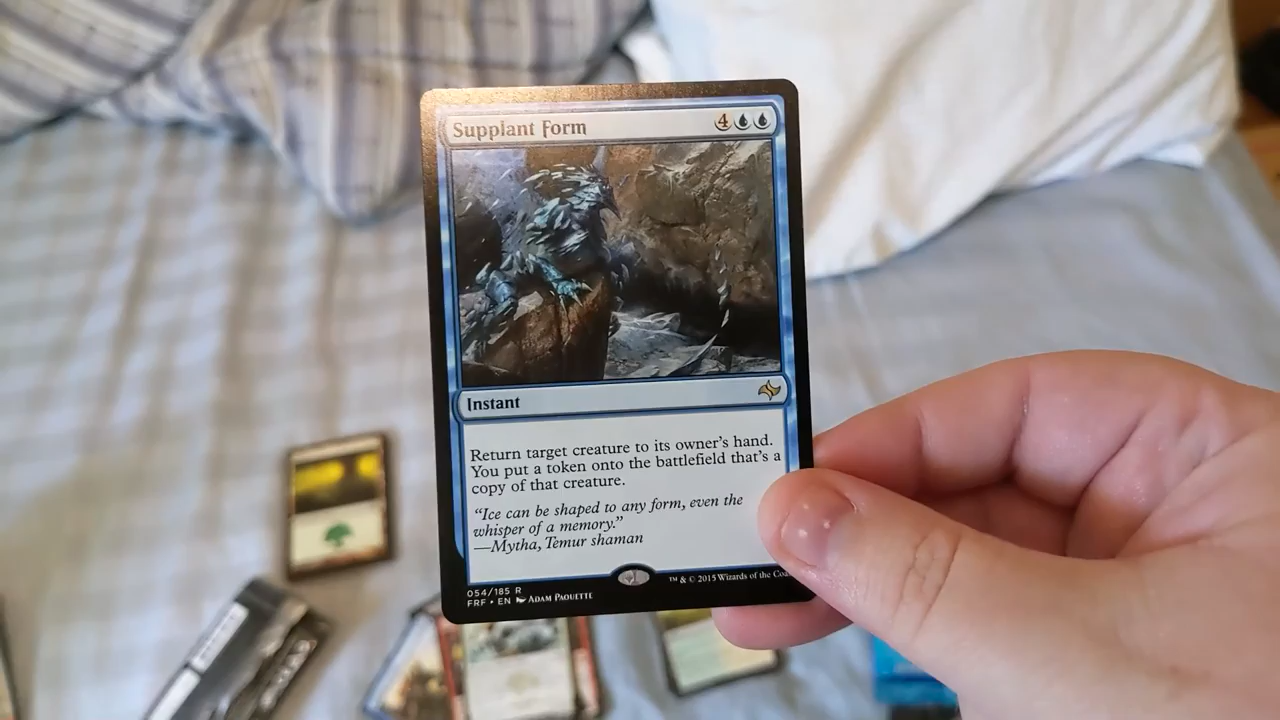 Supplant Form 4
Instant
Return target creature to its owner's hand.
You put a token onto the battlefield that's a
copy of that creature.
"Ice can be shaped to any form, even the
whisper of a memory."
—Mytha, Temur shaman
054/185 R
FRF • EN Adam Paquette
™ & © 2015 Wizards of the